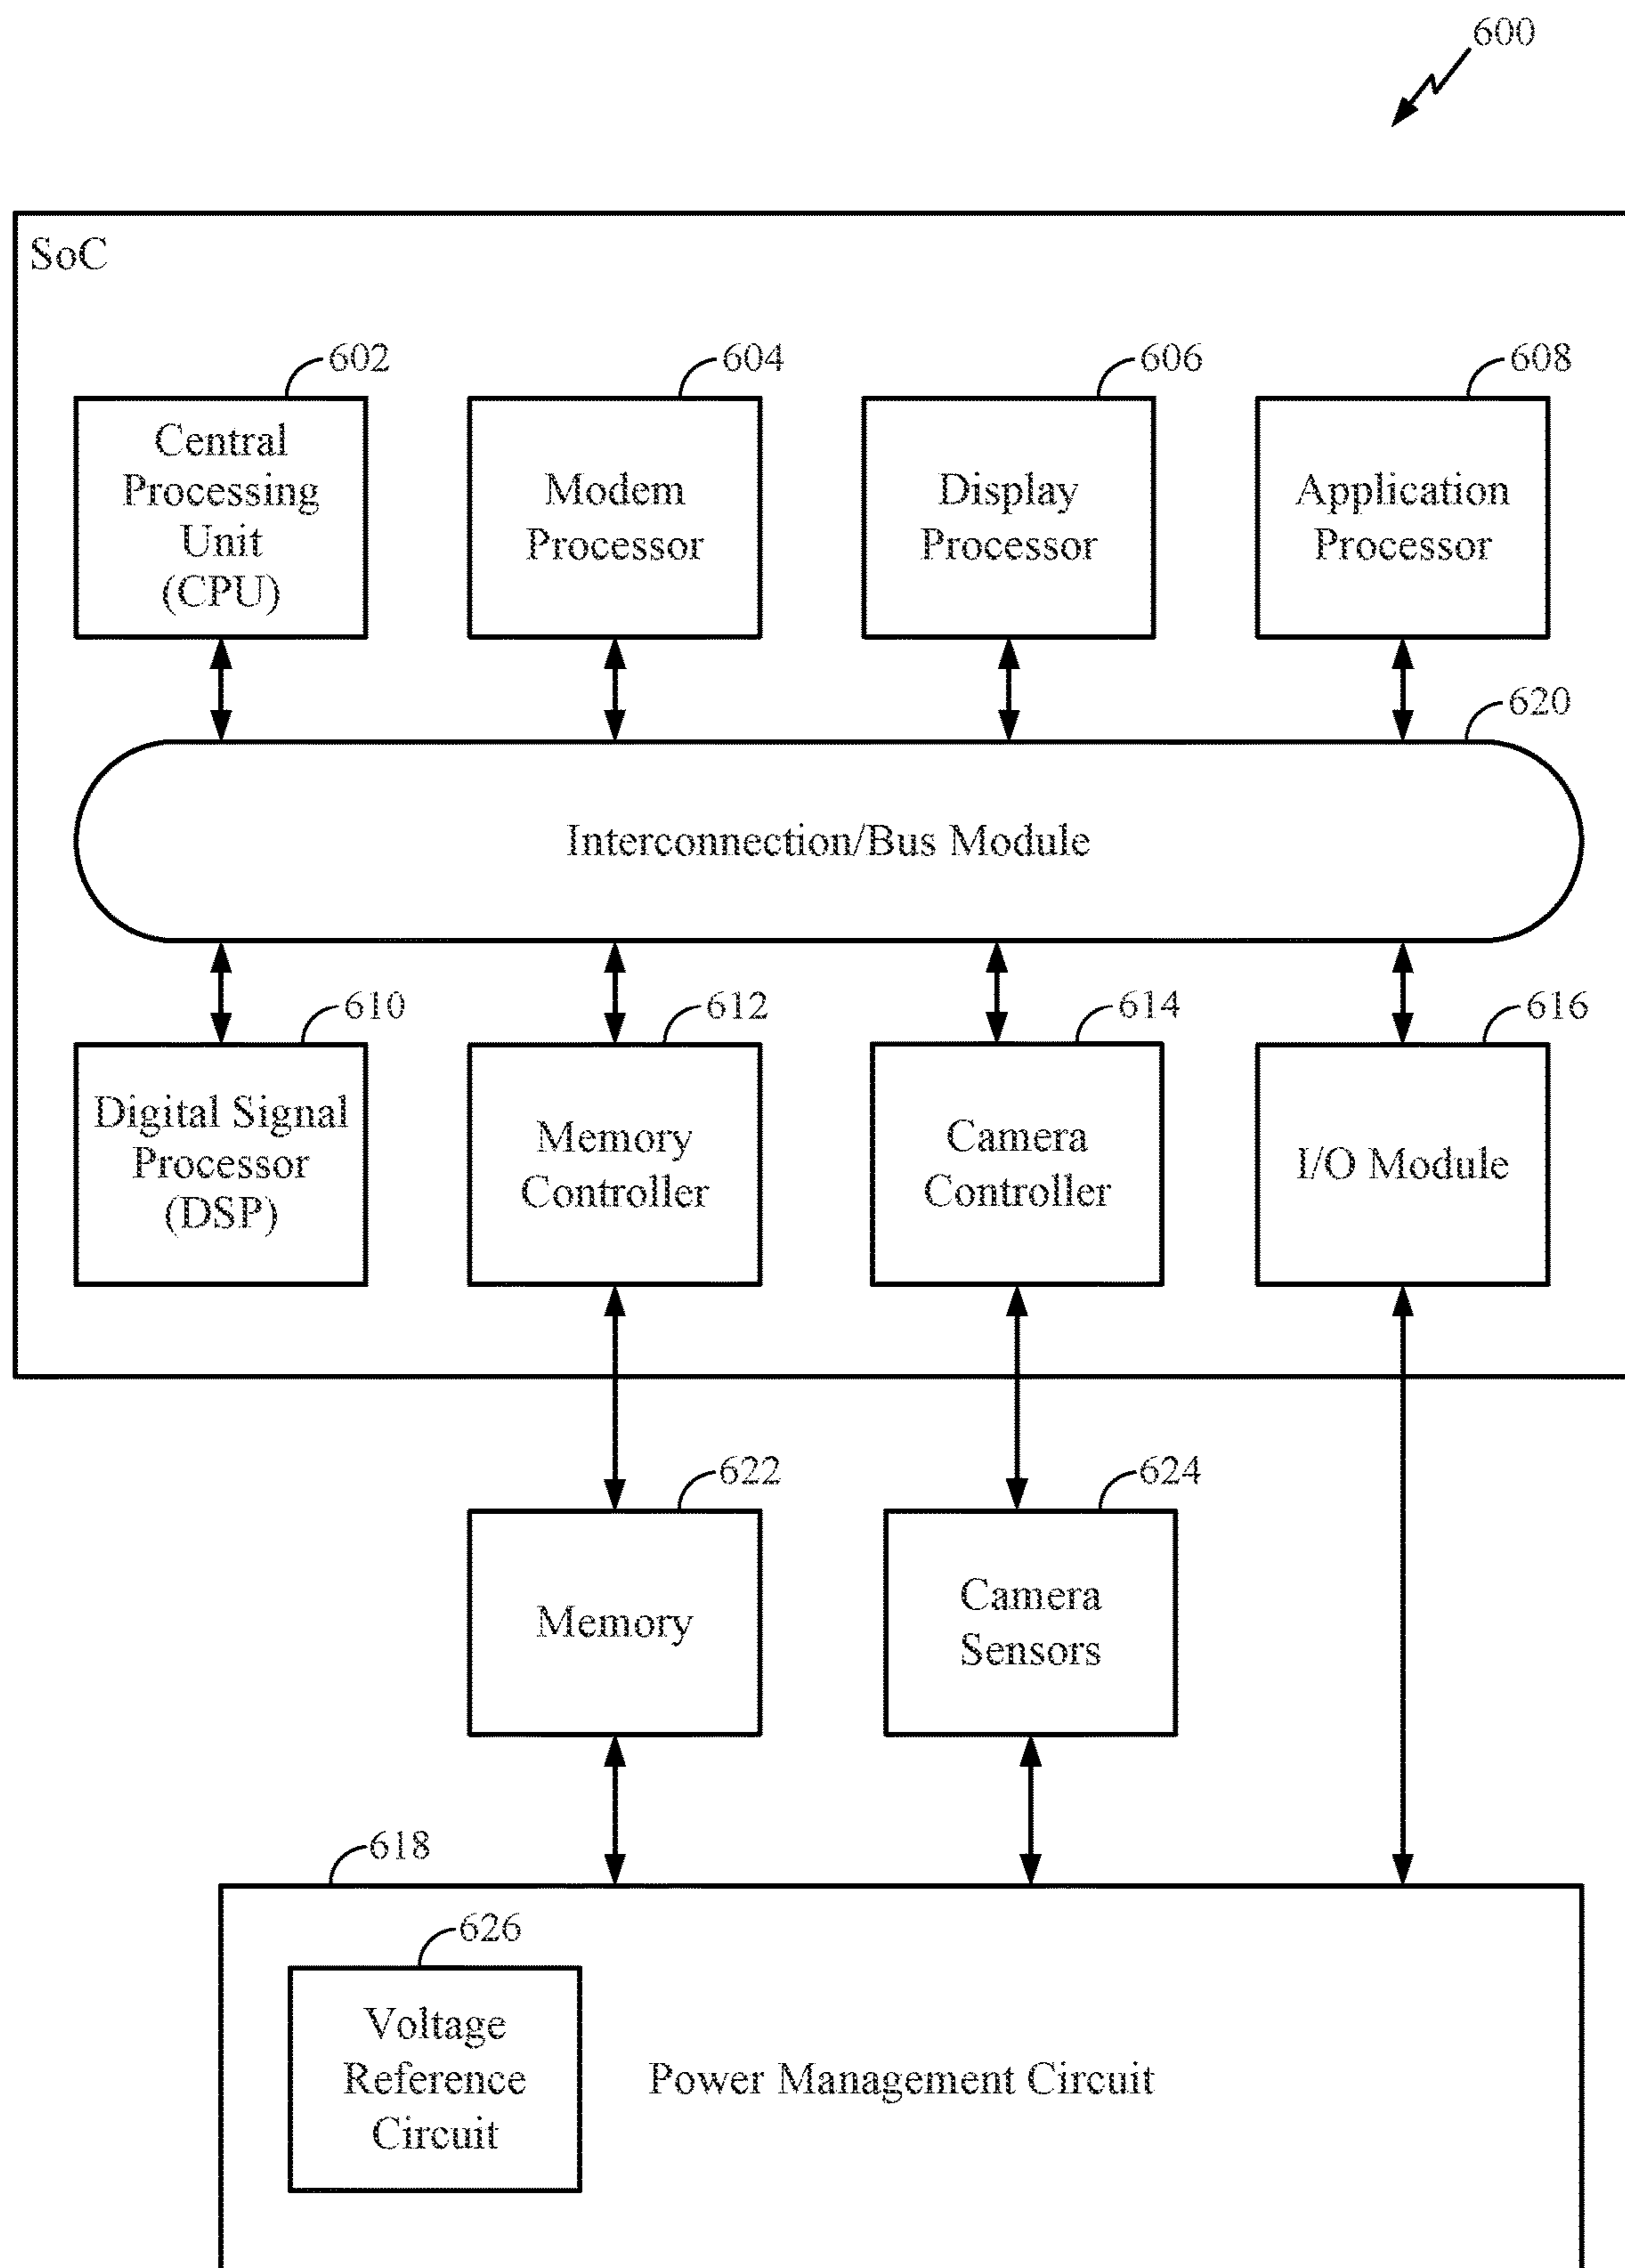 600
SoC
602
604
606
608
Central
Processing
Unit
(CPU)
Modem
Processor
Display
Processor
Application
Processor
620
Interconnection/Bus Module
610
612
614
616
Digital Signal
Processor
(DSP)
Memory
Controller
Camera
Controller
I/O Module
622
624
Memory
Camera
Sensors
618
626
Voltage
Reference
Circuit
Power Management Circuit